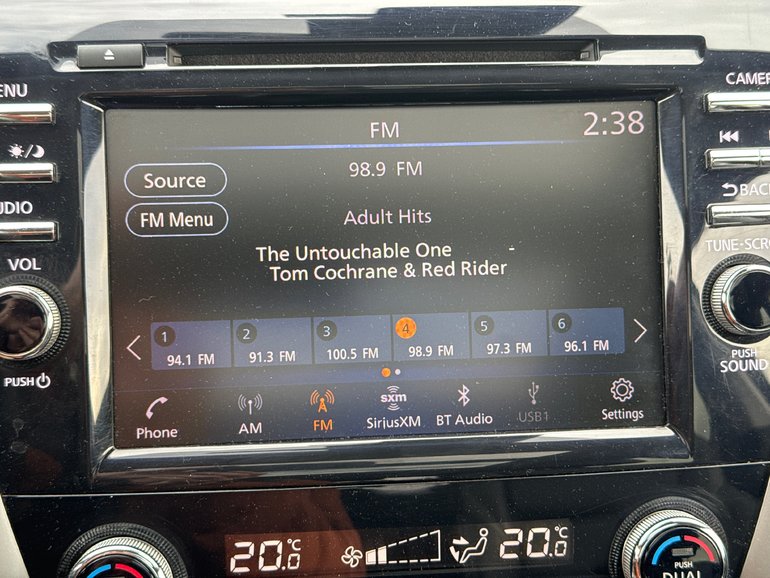 MENU
CAMER
FM
2:38
98.9 FM
Source
FM Menu
Adult Hits
The Untouchable One -
Tom Cochrane & Red Rider
AUDIO
BACK
VOL
TUNE·SCRO
PUSH
PUSH
SOUND
1 2 3 4 5 6
94.1 FM 91.3 FM 100.5 FM 98.9 FM 97.3 FM 96.1 FM
sxm
Phone AM FM SiriusXM BT Audio USB1 Settings
20.0°C 20.0°C
PUSH
DUAL